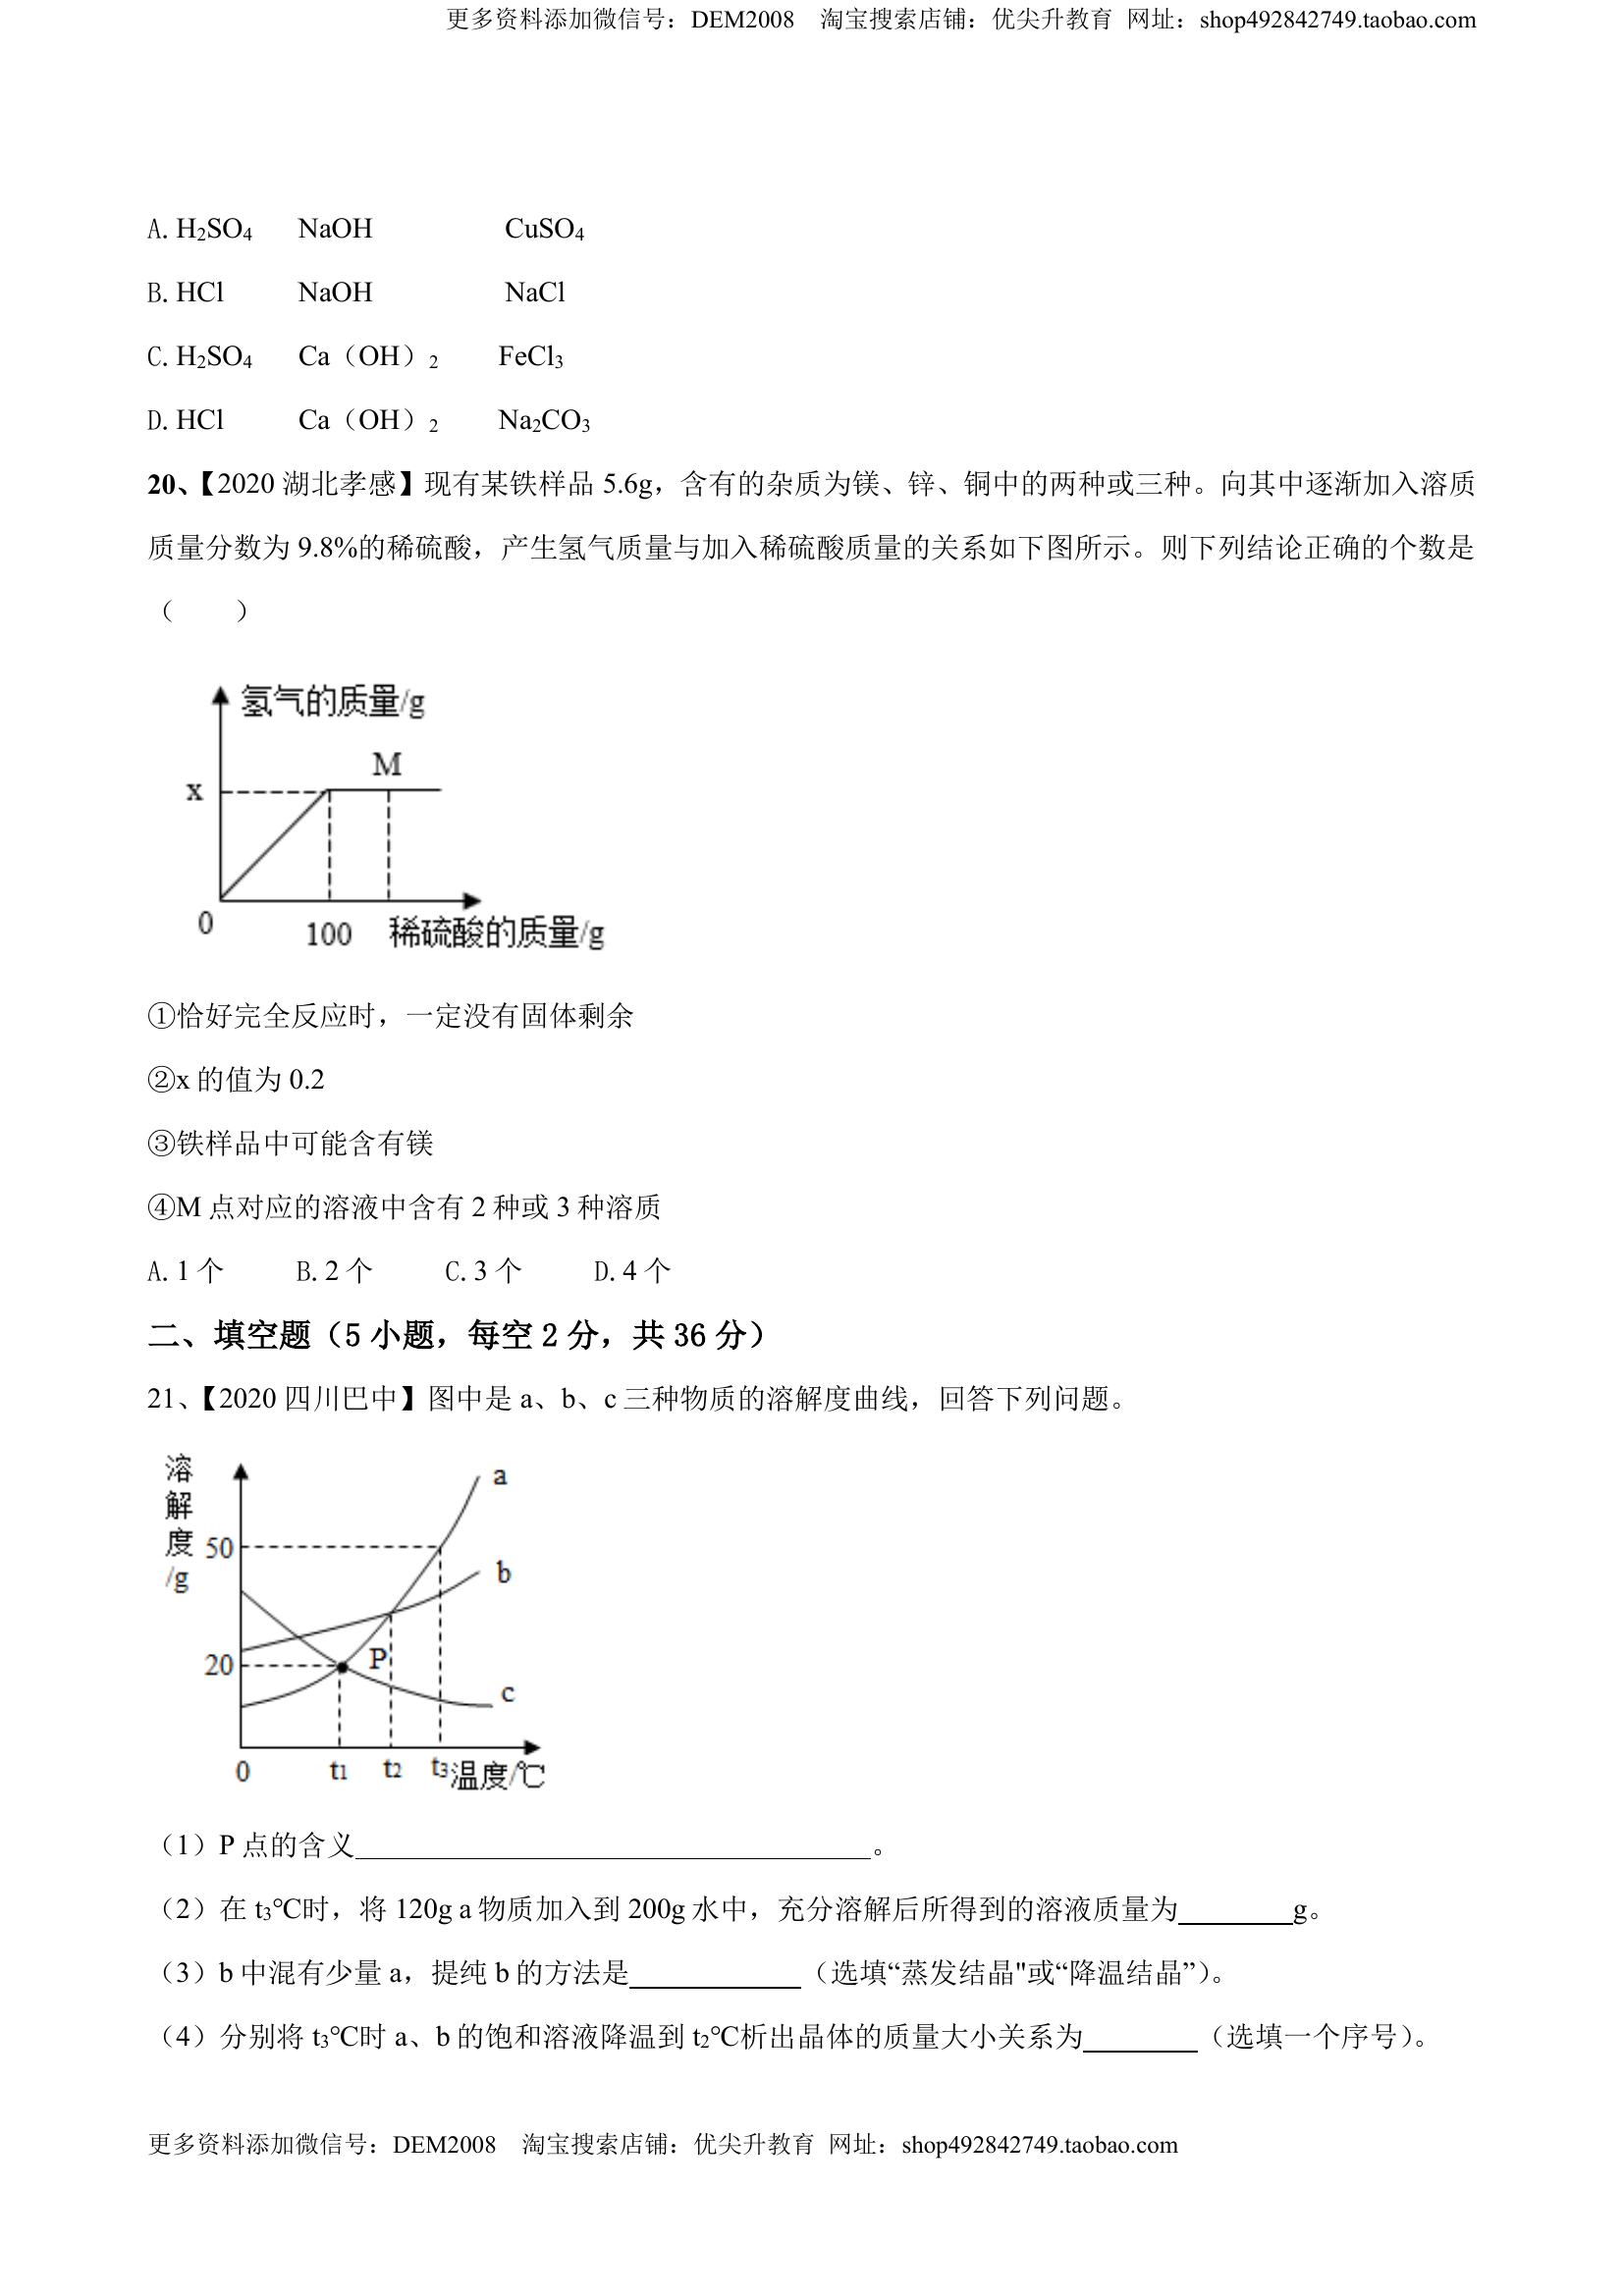 更多资料添加微信号：DEM2008 淘宝搜索店铺：优尖升教育 网址：shop492842749.taobao.com
A. H₂SO₄ NaOH CuSO₄
B. HCl NaOH NaCl
C. H₂SO₄ Ca（OH）₂ FeCl₃
D. HCl Ca（OH）₂ Na₂CO₃
20、【2020 湖北孝感】现有某铁样品 5.6g，含有的杂质为镁、锌、铜中的两种或三种。向其中逐渐加入溶质
质量分数为 9.8%的稀硫酸，产生氢气质量与加入稀硫酸质量的关系如下图所示。则下列结论正确的个数是
（ ）
氢气的质量/g
M
x
0
100
稀硫酸的质量/g
①恰好完全反应时，一定没有固体剩余
②x 的值为 0.2
③铁样品中可能含有镁
④M 点对应的溶液中含有 2 种或 3 种溶质
A. 1 个 B. 2 个 C. 3 个 D. 4 个
二、填空题（5 小题，每空 2 分，共 36 分）
21、【2020 四川巴中】图中是 a、b、c 三种物质的溶解度曲线，回答下列问题。
溶解度/g
a
50
b
20
P
c
0 t₁ t₂ t₃ 温度/℃
（1）P 点的含义____________________________________。
（2）在 t₃℃时，将 120g a 物质加入到 200g 水中，充分溶解后所得到的溶液质量为________g。
（3）b 中混有少量 a，提纯 b 的方法是____________（选填“蒸发结晶"或“降温结晶”）。
（4）分别将 t₃℃时 a、b 的饱和溶液降温到 t₂℃析出晶体的质量大小关系为________（选填一个序号）。
更多资料添加微信号：DEM2008 淘宝搜索店铺：优尖升教育 网址：shop492842749.taobao.com